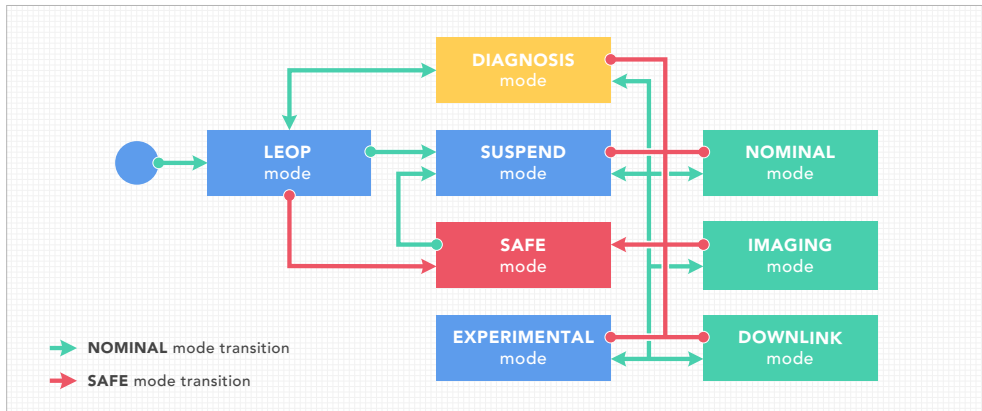 DIAGNOSIS
mode
LEOP
mode
SUSPEND
mode
NOMINAL
mode
SAFE
mode
IMAGING
mode
EXPERIMENTAL
mode
DOWNLINK
mode
NOMINAL mode transition
SAFE mode transition